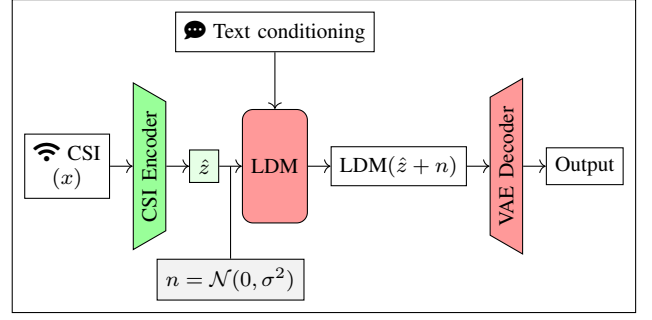 Text conditioning
CSI
(x)
CSI Encoder
ẑ
LDM
LDM(ẑ + n)
VAE Decoder
Output
n = 𝒩(0, σ²)